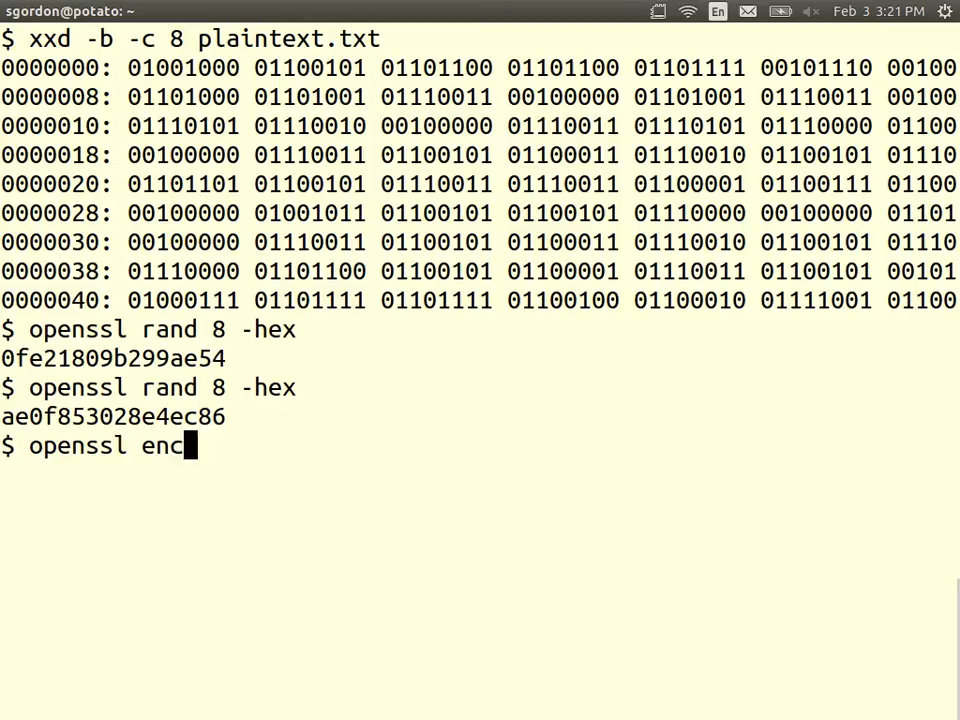 sgordon@potato: ~ En Feb 3 3:21 PM
$ xxd -b -c 8 plaintext.txt
0000000: 01001000 01100101 01101100 01101100 01101111 00101110 00100
0000008: 01101000 01101001 01110011 00100000 01101001 01110011 00100
0000010: 01110101 01110010 00100000 01110011 01110101 01110000 01100
0000018: 00100000 01110011 01100101 01100011 01110010 01100101 01110
0000020: 01101101 01100101 01110011 01110011 01100001 01100111 01100
0000028: 00100000 01001011 01100101 01100101 01110000 00100000 01101
0000030: 00100000 01110011 01100101 01100011 01110010 01100101 01110
0000038: 01110000 01101100 01100101 01100001 01110011 01100101 00101
0000040: 01000111 01101111 01101111 01100100 01100010 01111001 01100
$ openssl rand 8 -hex
0fe21809b299ae54
$ openssl rand 8 -hex
ae0f853028e4ec86
$ openssl enc